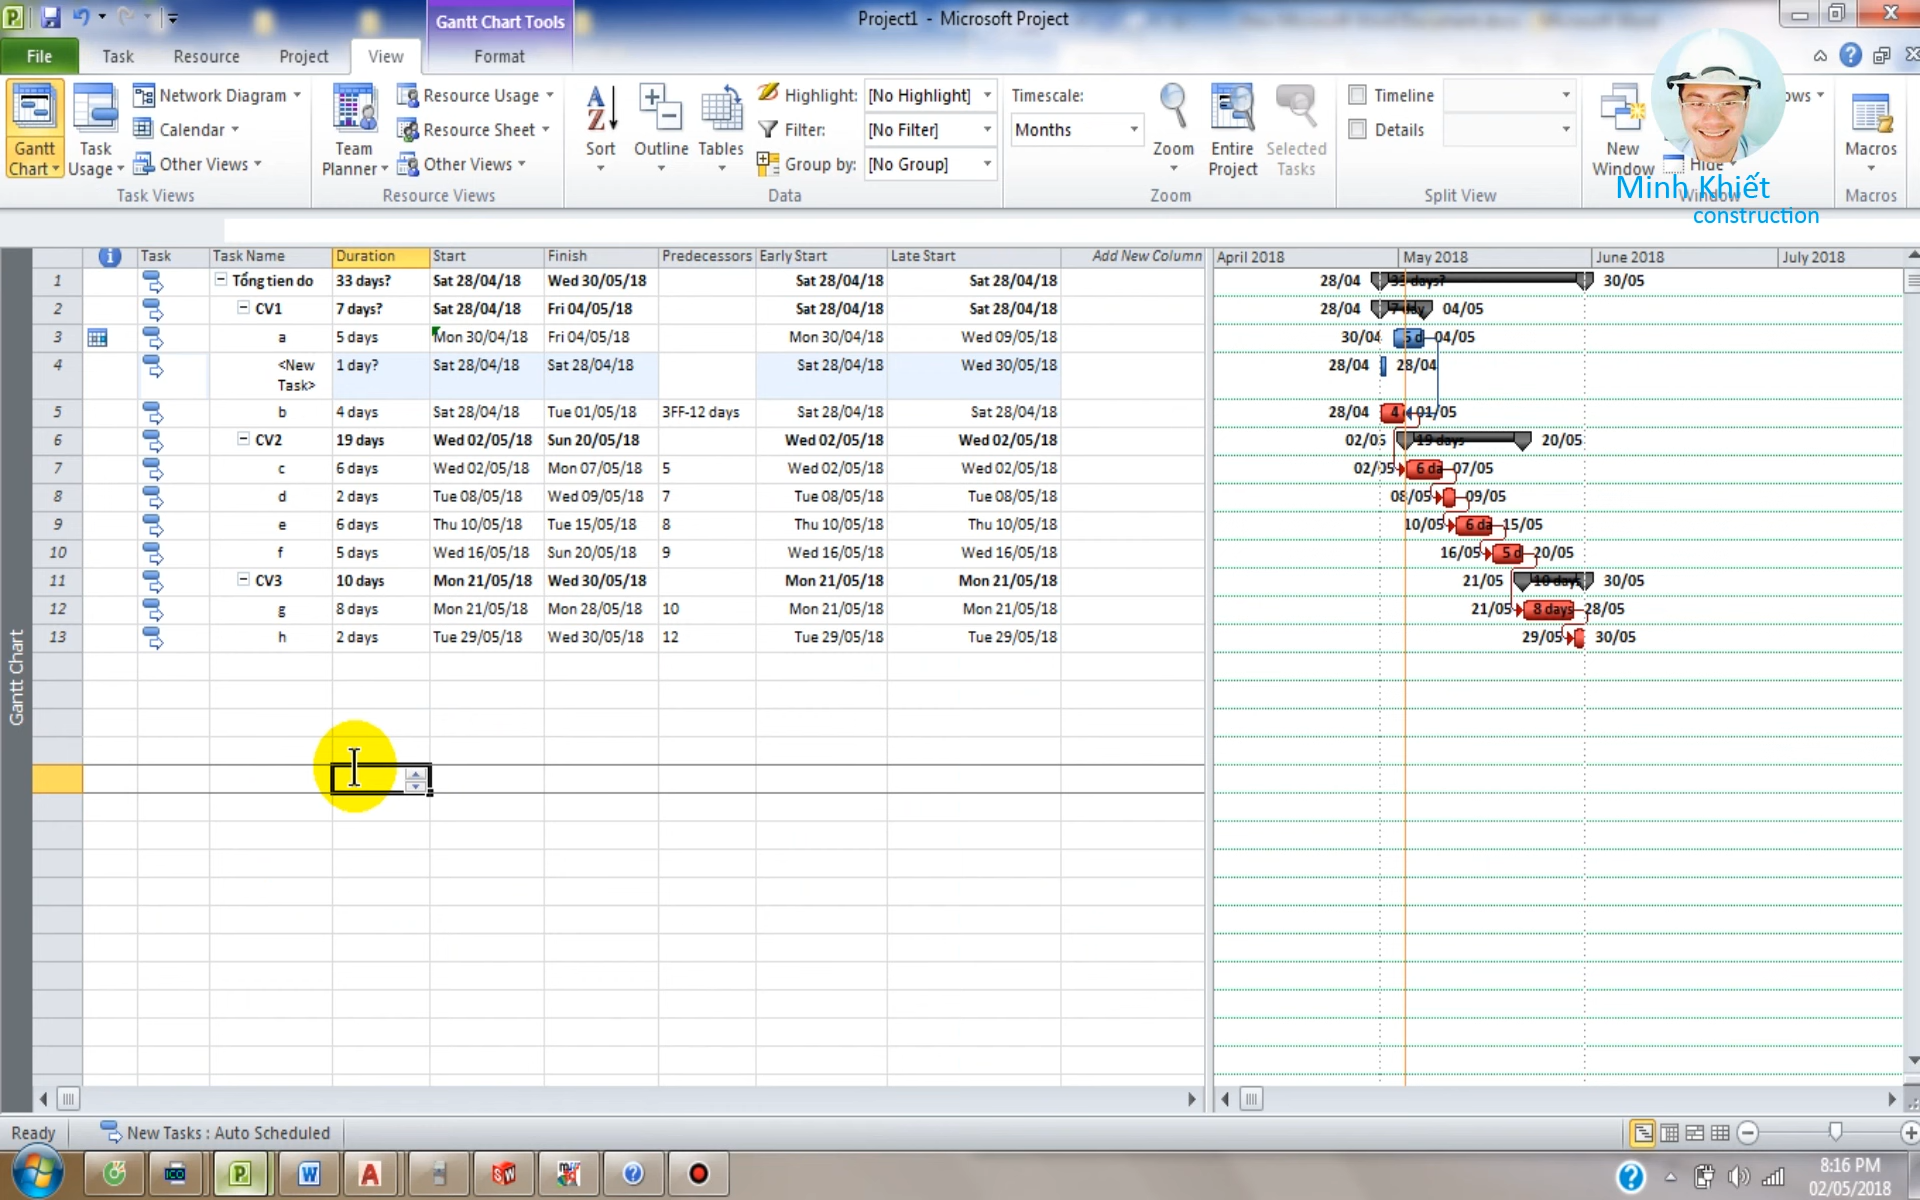 Gantt Chart Tools
Project1 - Microsoft Project
File Task Resource Project View Format
Gantt Chart
Task Usage
Network Diagram
Calendar
Other Views
Task Views
Team Planner
Resource Usage
Resource Sheet
Other Views
Resource Views
Sort
Outline
Tables
Highlight: [No Highlight]
Filter: [No Filter]
Group by: [No Group]
Data
Timescale:
Months
Zoom
Entire Project
Selected Tasks
Zoom
Timeline
Details
Split View
New Window
Hide
Macros
Macros
Minh Khiết
construction
Task Task Name Duration Start Finish Predecessors Early Start Late Start Add New Column
1 Tổng tien do 33 days? Sat 28/04/18 Wed 30/05/18 Sat 28/04/18 Sat 28/04/18
2 CV1 7 days? Sat 28/04/18 Fri 04/05/18 Sat 28/04/18 Sat 28/04/18
3 a 5 days Mon 30/04/18 Fri 04/05/18 Mon 30/04/18 Wed 09/05/18
4 <New Task> 1 day? Sat 28/04/18 Sat 28/04/18 Sat 28/04/18 Wed 30/05/18
5 b 4 days Sat 28/04/18 Tue 01/05/18 3FF-12 days Sat 28/04/18 Sat 28/04/18
6 CV2 19 days Wed 02/05/18 Sun 20/05/18 Wed 02/05/18 Wed 02/05/18
7 c 6 days Wed 02/05/18 Mon 07/05/18 5 Wed 02/05/18 Wed 02/05/18
8 d 2 days Tue 08/05/18 Wed 09/05/18 7 Tue 08/05/18 Tue 08/05/18
9 e 6 days Thu 10/05/18 Tue 15/05/18 8 Thu 10/05/18 Thu 10/05/18
10 f 5 days Wed 16/05/18 Sun 20/05/18 9 Wed 16/05/18 Wed 16/05/18
11 CV3 10 days Mon 21/05/18 Wed 30/05/18 Mon 21/05/18 Mon 21/05/18
12 g 8 days Mon 21/05/18 Mon 28/05/18 10 Mon 21/05/18 Mon 21/05/18
13 h 2 days Tue 29/05/18 Wed 30/05/18 12 Tue 29/05/18 Tue 29/05/18
April 2018 May 2018 June 2018 July 2018
28/04 33 days? 30/05
28/04 7 day 04/05
30/04 5 d 04/05
28/04 28/04
28/04 4 01/05
02/05 19 days 20/05
02/05 6 da 07/05
08/05 09/05
10/05 6 da 15/05
16/05 5 d 20/05
21/05 10 days 30/05
21/05 8 days 28/05
29/05 30/05
Gantt Chart
Ready New Tasks : Auto Scheduled
8:16 PM
02/05/2018